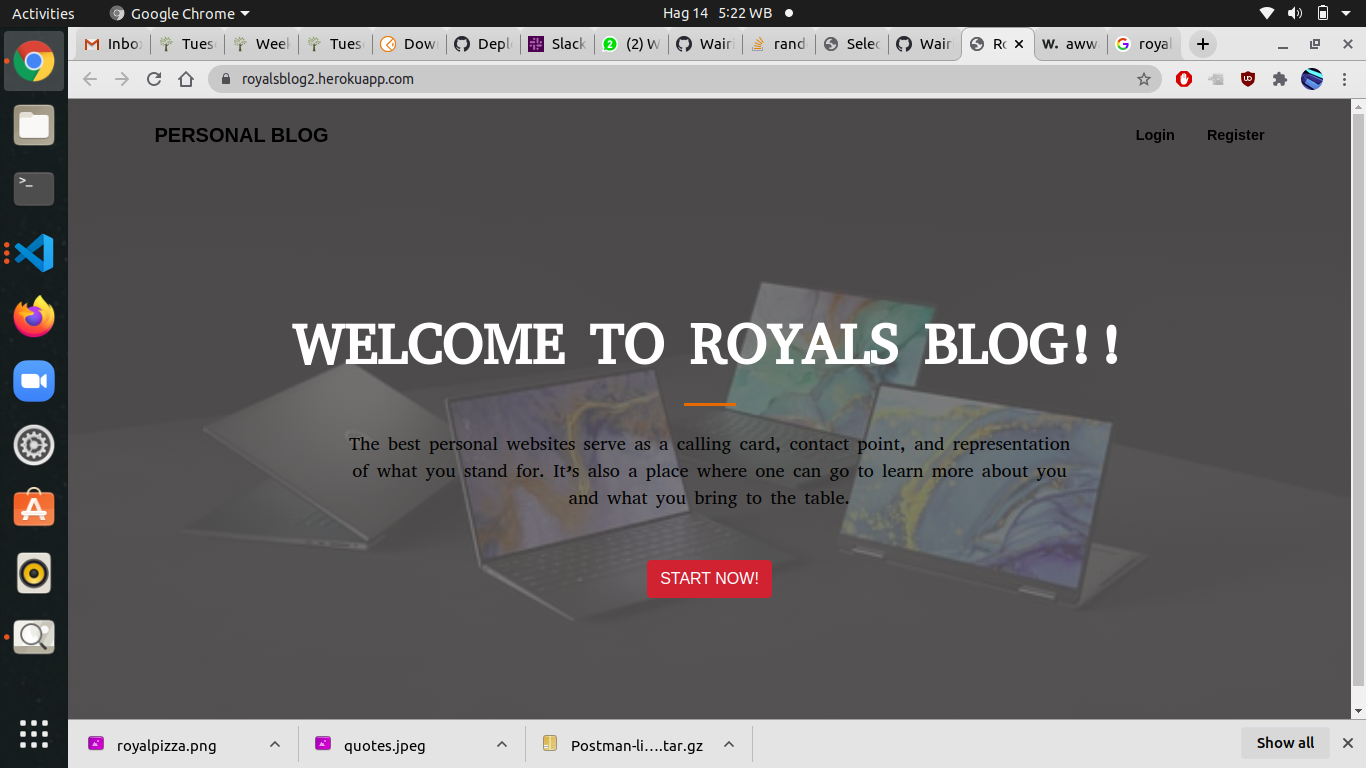 Activities
Google Chrome
Hag 14 5:22 WB
Inbo
Tues
Week
Tues
Dow
Depl
Slack
(2) W
Wair
rand
Selec
Wair
Ro
aww
royal
royalsblog2.herokuapp.com
PERSONAL BLOG
Login
Register
WELCOME TO ROYALS BLOG!!
The best personal websites serve as a calling card, contact point, and representation
of what you stand for. It's also a place where one can go to learn more about you
and what you bring to the table.
START NOW!
royalpizza.png
quotes.jpeg
Postman-li....tar.gz
Show all